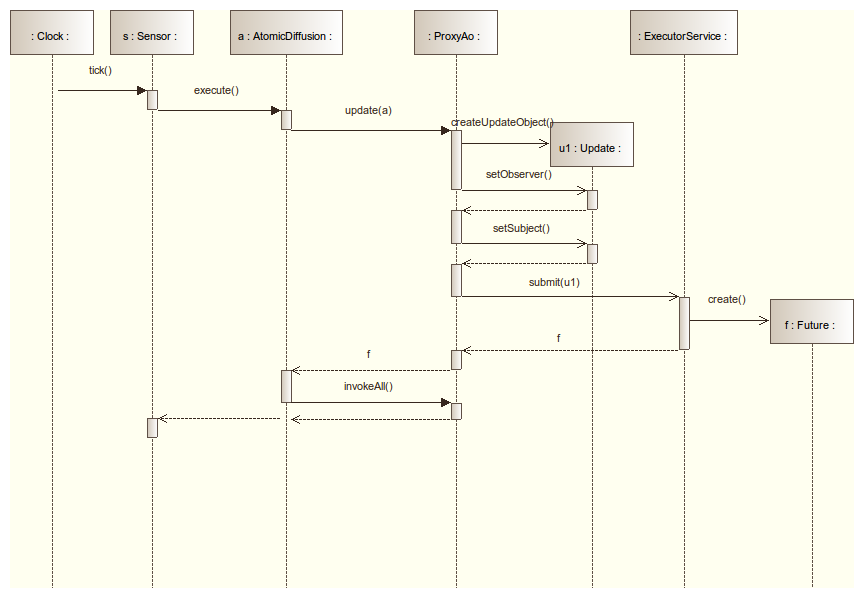 : Clock :
s : Sensor :
a : AtomicDiffusion :
: ProxyAo :
: ExecutorService :
tick()
execute()
update(a)
createUpdateObject()
u1 : Update :
setObserver()
setSubject()
submit(u1)
create()
f : Future :
f
f
invokeAll()